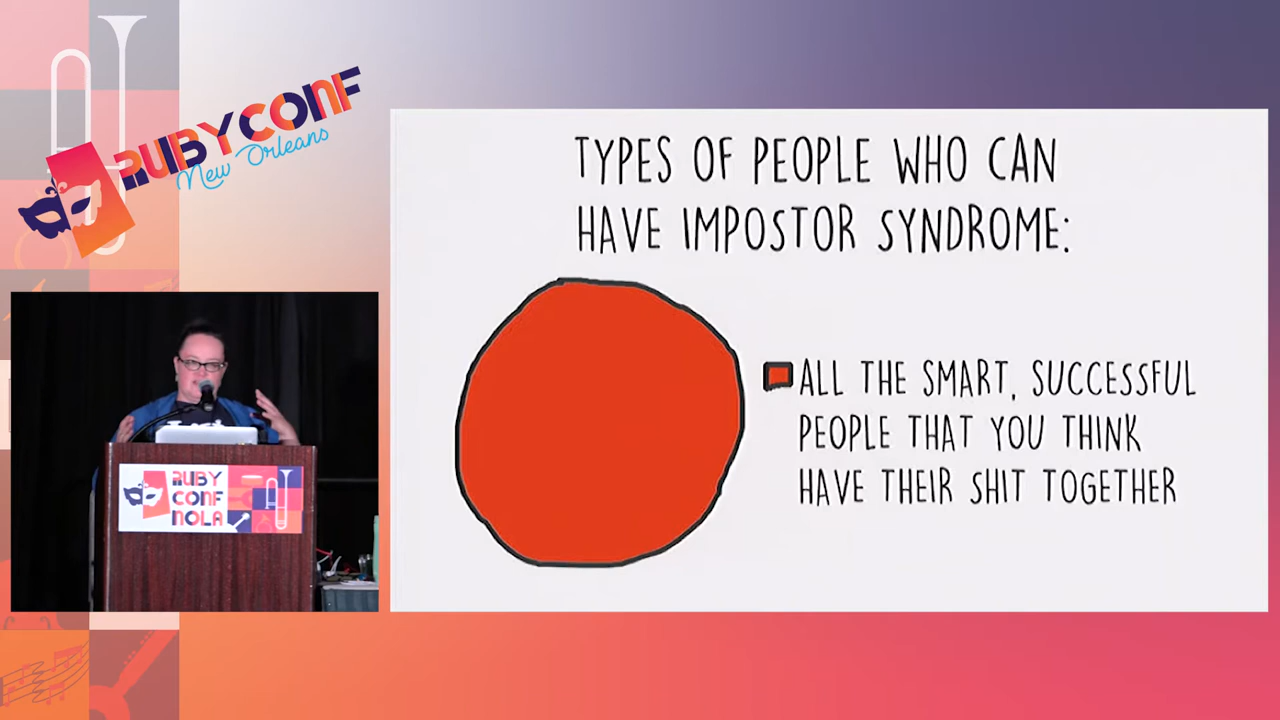 RUBYCONF
New Orleans
TYPES OF PEOPLE WHO CAN
HAVE IMPOSTOR SYNDROME:
ALL THE SMART, SUCCESSFUL
PEOPLE THAT YOU THINK
HAVE THEIR SHIT TOGETHER
RUBY
CONF
NOLA